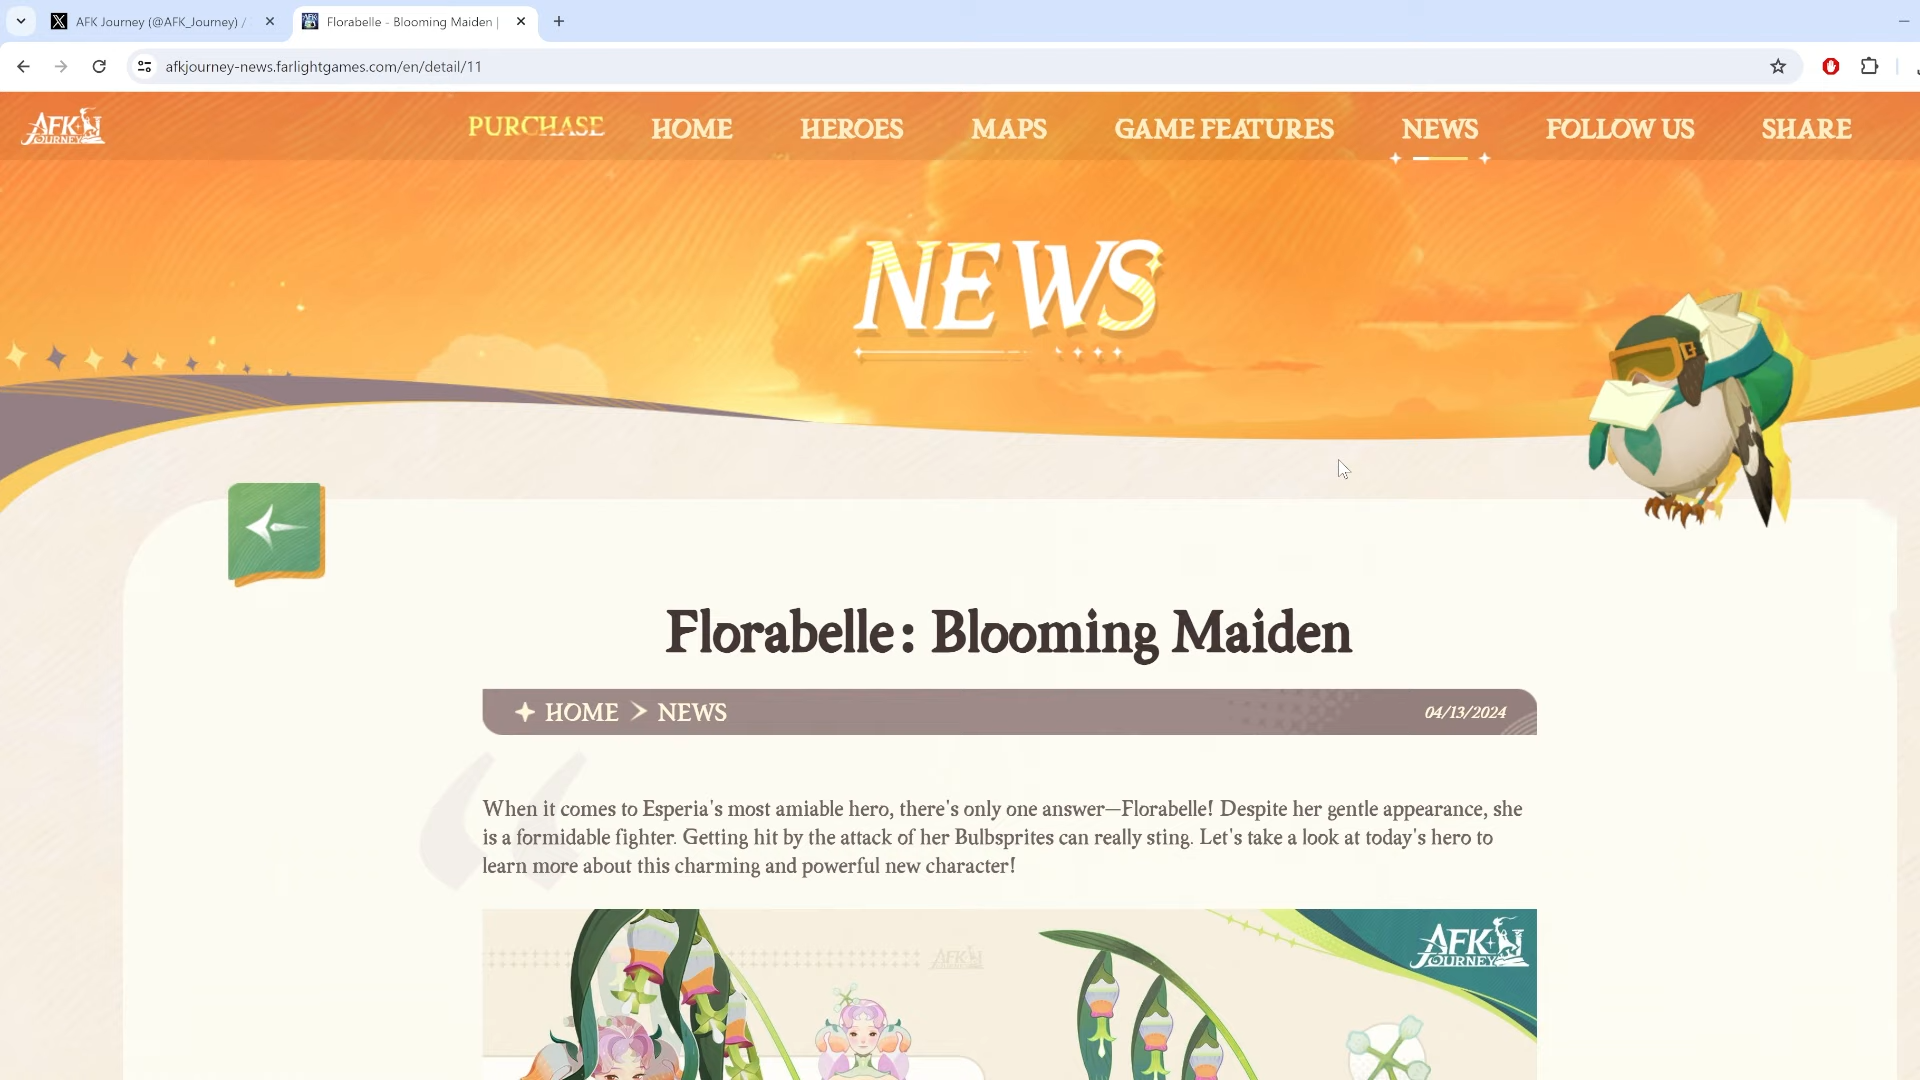 AFK Journey (@AFK_Journey) /
Florabelle - Blooming Maiden |
afkjourney-news.farlightgames.com/en/detail/11
AFK JOURNEY
PURCHASE
HOME
HEROES
MAPS
GAME FEATURES
NEWS
FOLLOW US
SHARE
NEWS
Florabelle: Blooming Maiden
HOME > NEWS
04/13/2024
When it comes to Esperia's most amiable hero, there's only one answer—Florabelle! Despite her gentle appearance, she
is a formidable fighter. Getting hit by the attack of her Bulbsprites can really sting. Let's take a look at today's hero to
learn more about this charming and powerful new character!
AFK JOURNEY
AFK JOURNEY